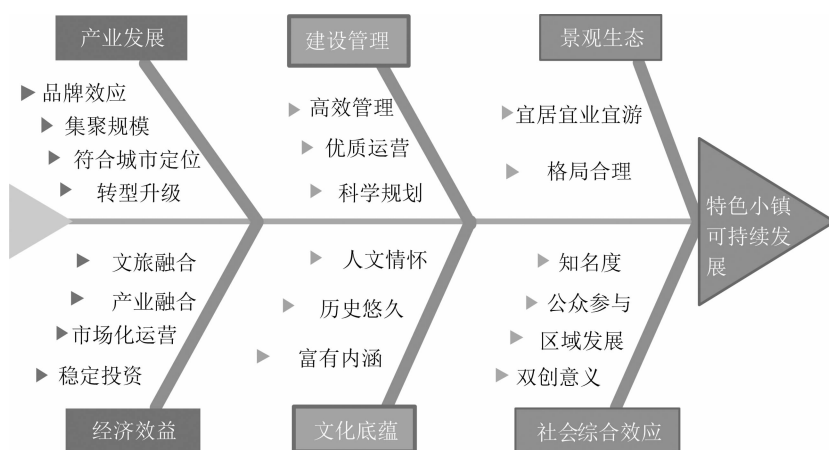 产业发展
建设管理
景观生态
品牌效应
集聚规模
符合城市定位
转型升级
高效管理
优质运营
科学规划
宜居宜业宜游
格局合理
特色小镇
可持续发
展
文旅融合
产业融合
市场化运营
稳定投资
人文情怀
历史悠久
富有内涵
知名度
公众参与
区域发展
双创意义
经济效益
文化底蕴
社会综合效应